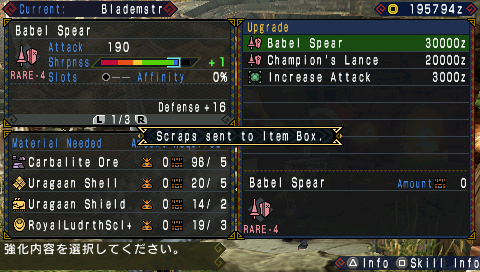 Current: Blademstr
195794z
Babel Spear
Attack 190
Shrpnss +1
RARE-4 Slots Affinity 0%
Defense+16
L 1/3 R
Upgrade
Babel Spear 30000z
Champion's Lance 20000z
Increase Attack 3000z
Scraps sent to Item Box.
Material Needed
Carbalite Ore 0 96/ 5
Uragaan Shell 0 20/ 5
Uragaan Shield 0 14/ 2
RoyalLudrthScl+ 0 19/ 3
Babel Spear Amount 0
RARE-4
強化内容を選択してください。
Info Skill Info